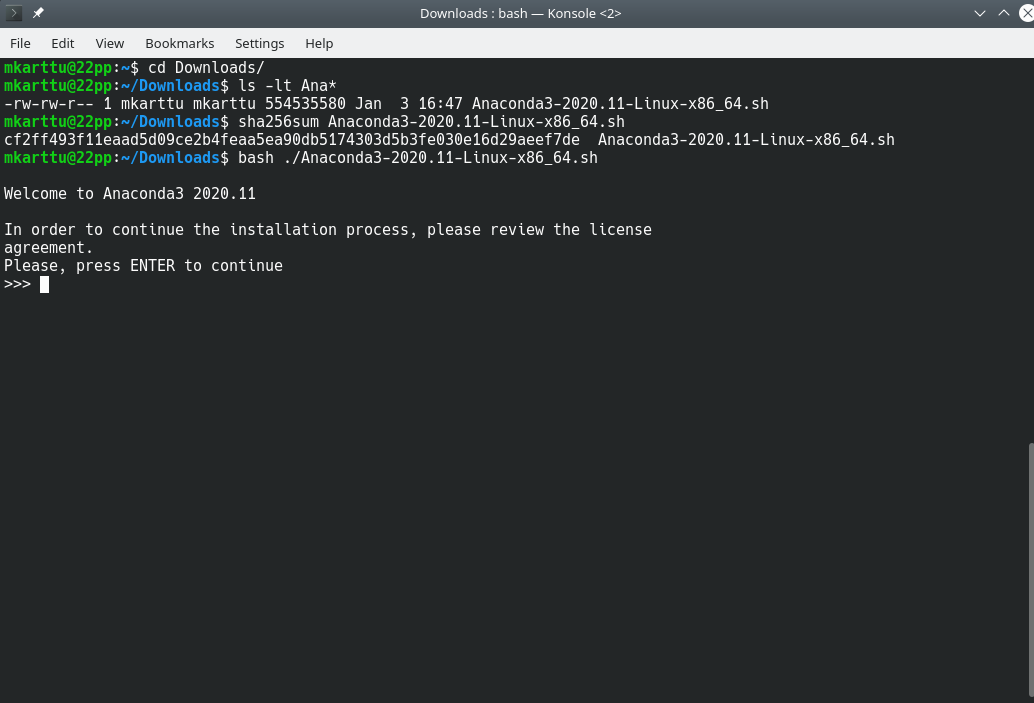 Downloads : bash — Konsole <2>
File Edit View Bookmarks Settings Help
mkarttu@22pp:~$ cd Downloads/
mkarttu@22pp:~/Downloads$ ls -lt Ana*
-rw-rw-r-- 1 mkarttu mkarttu 554535580 Jan  3 16:47 Anaconda3-2020.11-Linux-x86_64.sh
mkarttu@22pp:~/Downloads$ sha256sum Anaconda3-2020.11-Linux-x86_64.sh
cf2ff493f11eaad5d09ce2b4feaa5ea90db5174303d5b3fe030e16d29aeef7de  Anaconda3-2020.11-Linux-x86_64.sh
mkarttu@22pp:~/Downloads$ bash ./Anaconda3-2020.11-Linux-x86_64.sh
Welcome to Anaconda3 2020.11
In order to continue the installation process, please review the license
agreement.
Please, press ENTER to continue
>>>